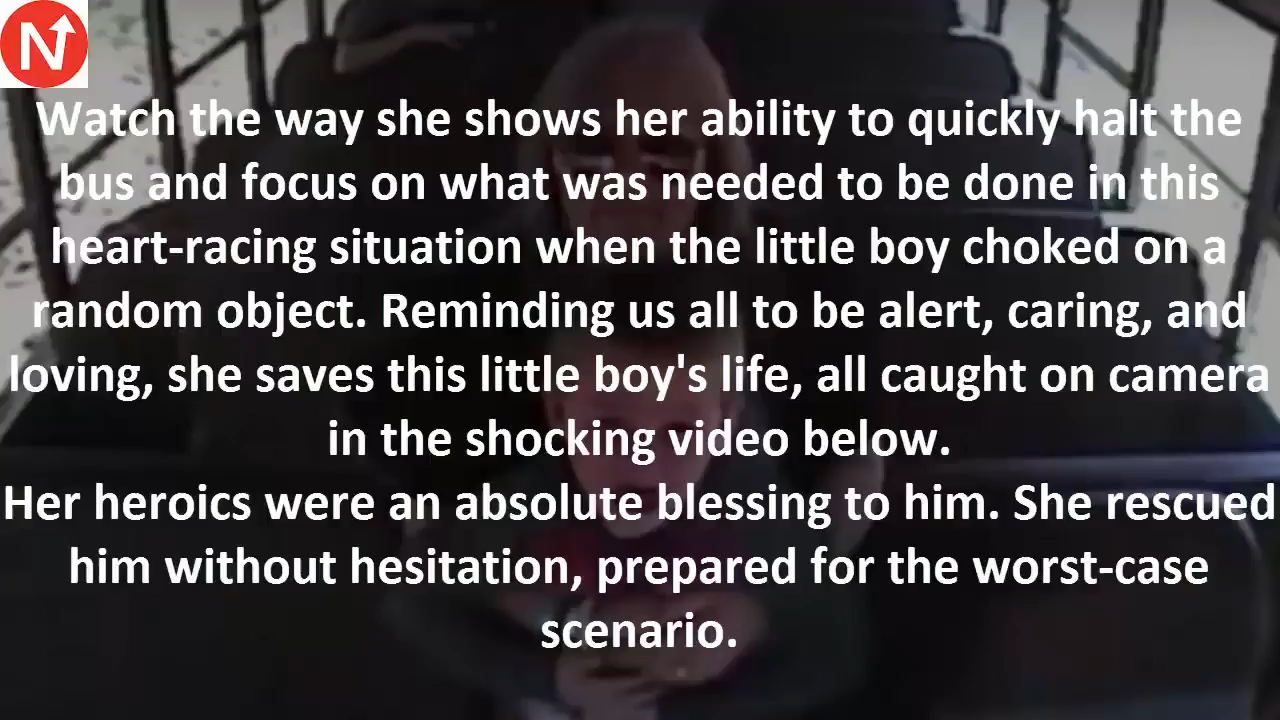 N
Watch the way she shows her ability to quickly halt the
bus and focus on what was needed to be done in this
heart-racing situation when the little boy choked on a
random object. Reminding us all to be alert, caring, and
loving, she saves this little boy's life, all caught on camera
in the shocking video below.
Her heroics were an absolute blessing to him. She rescued
him without hesitation, prepared for the worst-case
scenario.